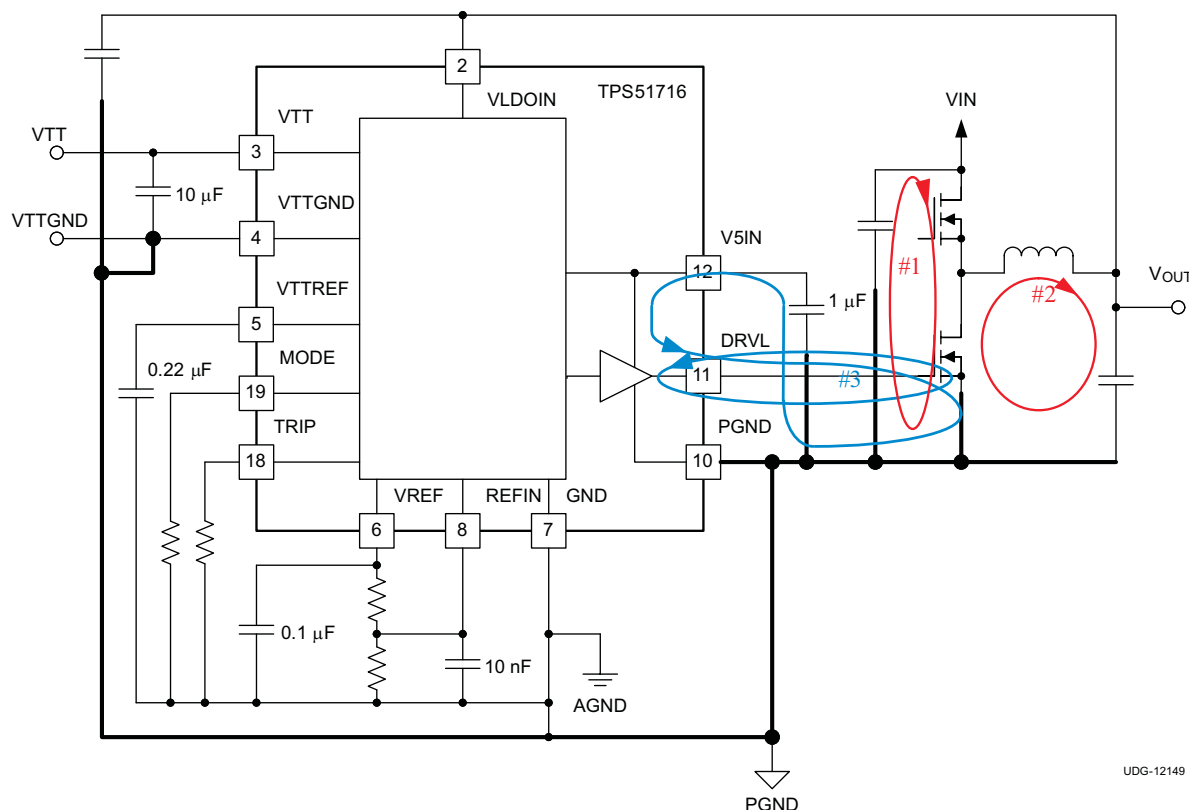 2
TPS51716
VLDOIN
VIN
VTT
VTT
3
10 μF
VTTGND
VTTGND
4
V5IN
12
#1
#2
VOUT
VTTREF
5
1 μF
MODE
DRVL
0.22 μF
19
11
#3
TRIP
PGND
18
10
VREF
REFIN
GND
6
8
7
0.1 μF
10 nF
AGND
PGND
UDG-12149